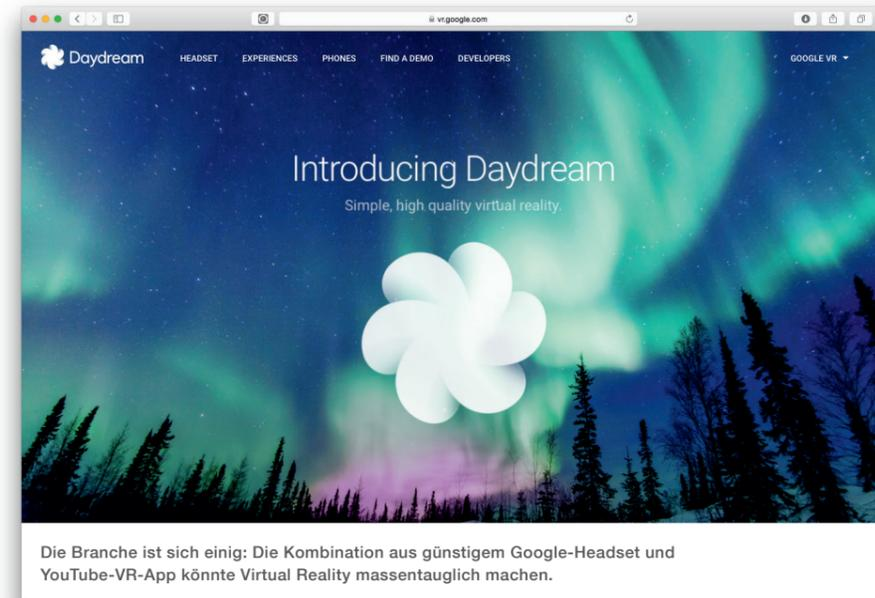 vr.google.com
Daydream HEADSET EXPERIENCES PHONES FIND A DEMO DEVELOPERS GOOGLE VR
Introducing Daydream
Simple, high quality virtual reality.
Die Branche ist sich einig: Die Kombination aus günstigem Google-Headset und
YouTube-VR-App könnte Virtual Reality massentauglich machen.